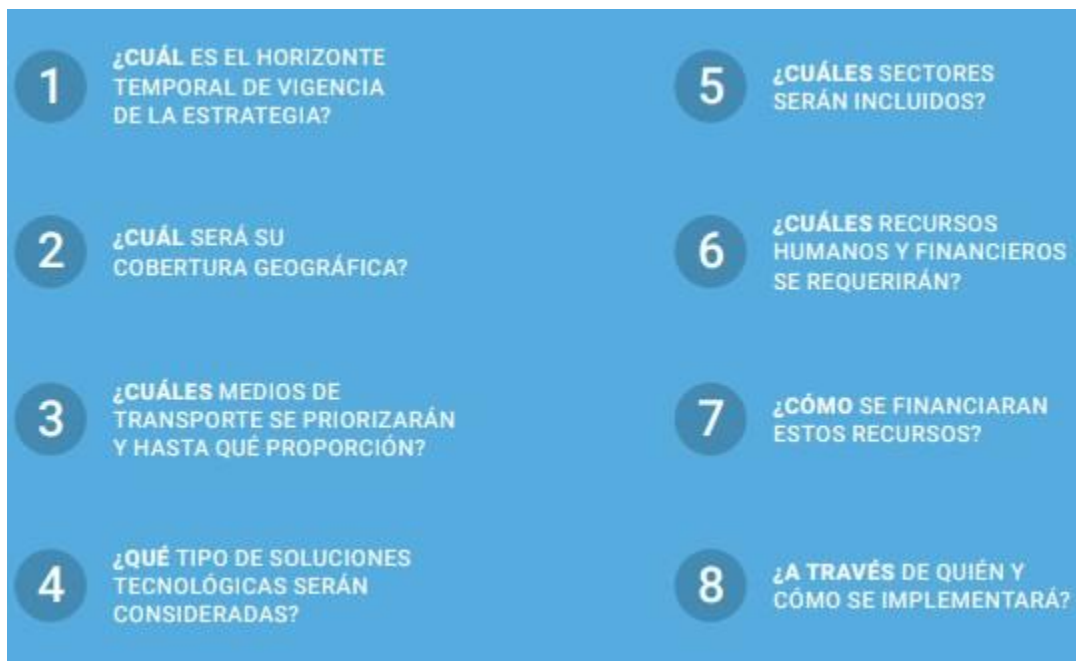 1
¿CUÁL ES EL HORIZONTE
TEMPORAL DE VIGENCIA
DE LA ESTRATEGIA?
2
¿CUÁL SERÁ SU
COBERTURA GEOGRÁFICA?
3
¿CUÁLES MEDIOS DE
TRANSPORTE SE PRIORIZARÁN
Y HASTA QUÉ PROPORCIÓN?
4
¿QUÉ TIPO DE SOLUCIONES
TECNOLÓGICAS SERÁN
CONSIDERADAS?
5
¿CUÁLES SECTORES
SERÁN INCLUIDOS?
6
¿CUÁLES RECURSOS
HUMANOS Y FINANCIEROS
SE REQUERIRÁN?
7
¿CÓMO SE FINANCIARAN
ESTOS RECURSOS?
8
¿A TRAVÉS DE QUIÉN Y
CÓMO SE IMPLEMENTARÁ?